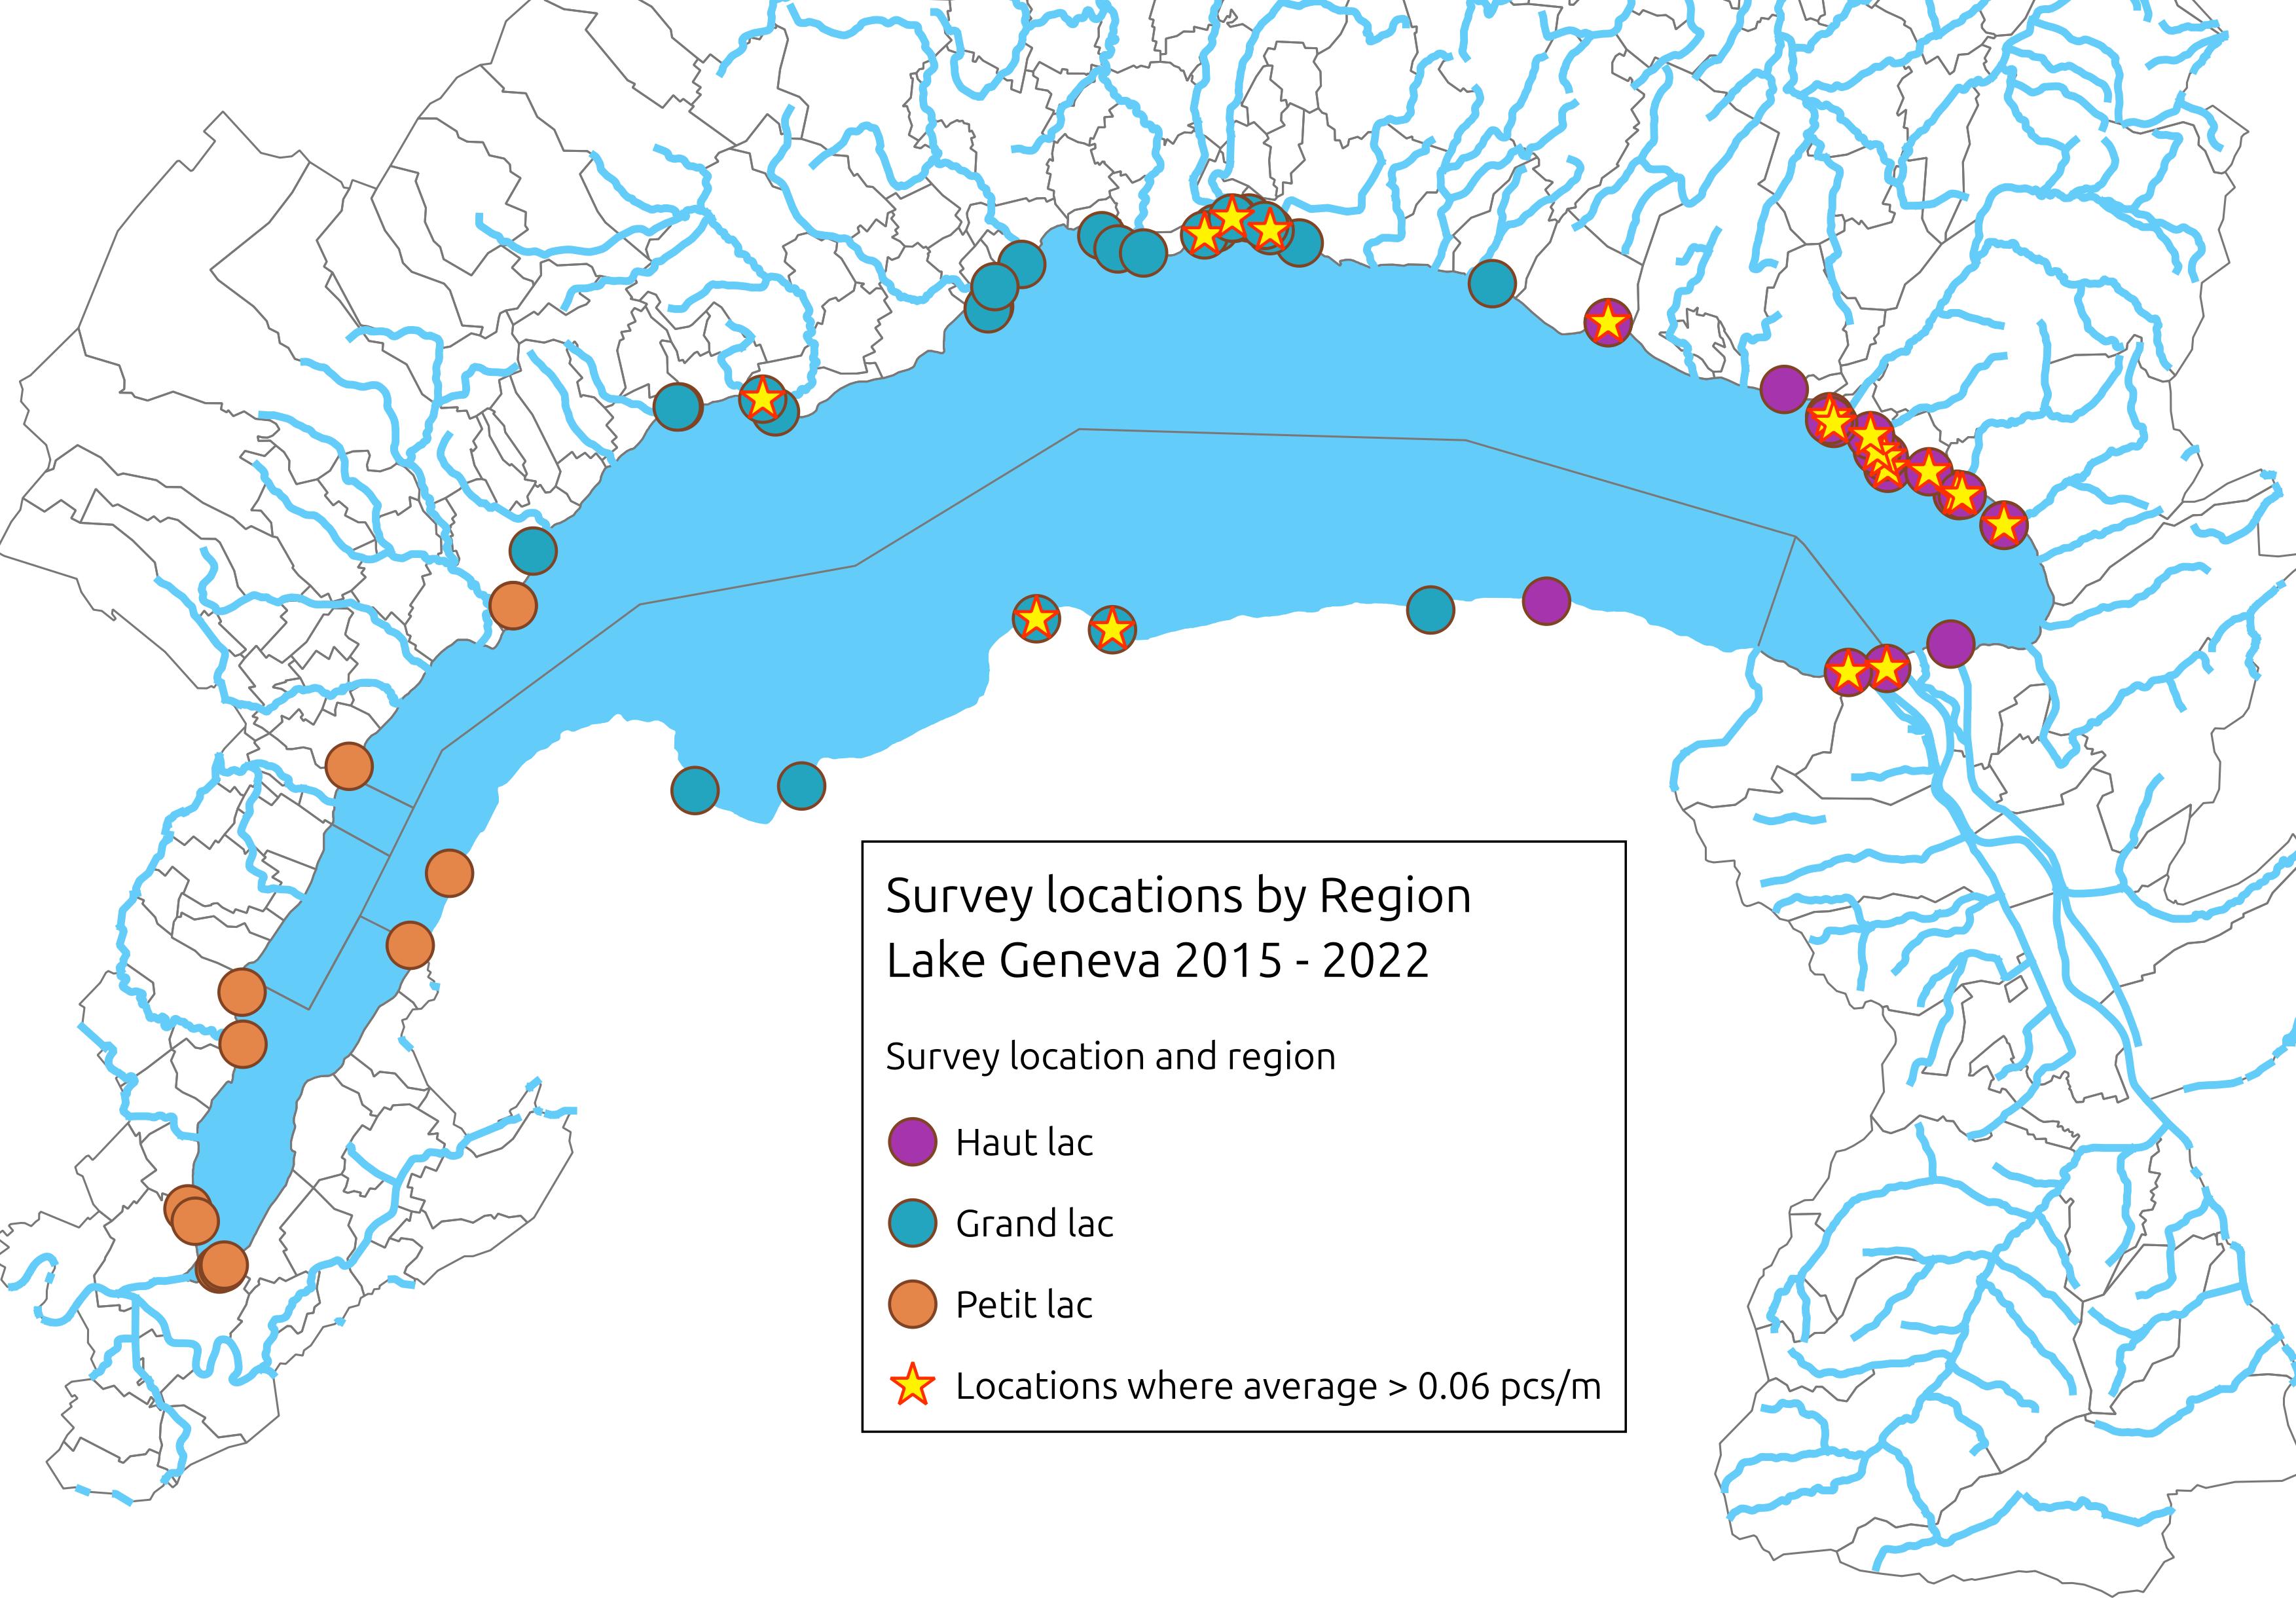 Survey locations by Region
Lake Geneva 2015 - 2022
Survey location and region
Haut lac
Grand lac
Petit lac
Locations where average > 0.06 pcs/m